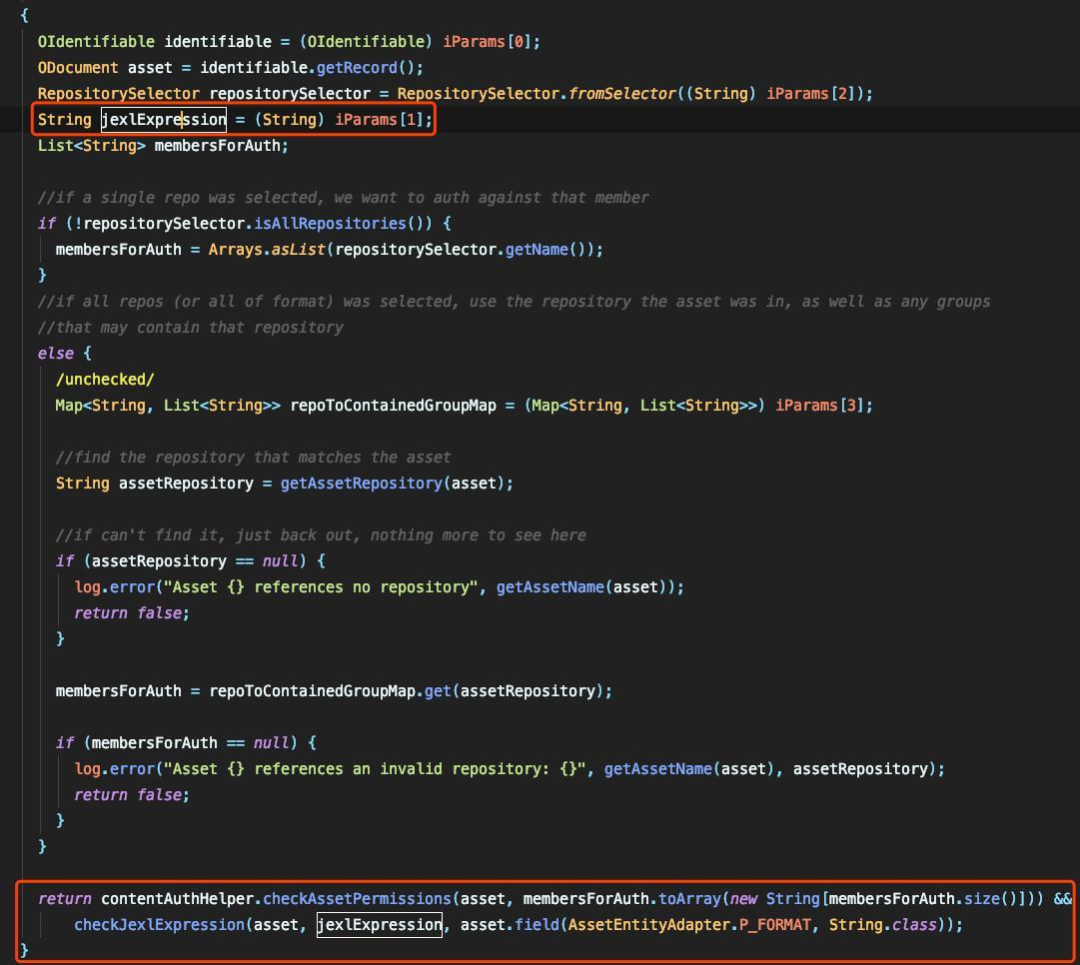 {
OIdentifiable identifiable = (OIdentifiable) iParams[0];
ODocument asset = identifiable.getRecord();
RepositorySelector repositorySelector = RepositorySelector.fromSelector((String) iParams[2]);
String jexlExpression = (String) iParams[1];
List<String> membersForAuth;
//if a single repo was selected, we want to auth against that member
if (!repositorySelector.isAllRepositories()) {
membersForAuth = Arrays.asList(repositorySelector.getName());
}
//if all repos (or all of format) was selected, use the repository the asset was in, as well as any groups
//that may contain that repository
else {
/unchecked/
Map<String, List<String>> repoToContainedGroupMap = (Map<String, List<String>>) iParams[3];
//find the repository that matches the asset
String assetRepository = getAssetRepository(asset);
//if can't find it, just back out, nothing more to see here
if (assetRepository == null) {
log.error("Asset {} references no repository", getAssetName(asset));
return false;
}
membersForAuth = repoToContainedGroupMap.get(assetRepository);
if (membersForAuth == null) {
log.error("Asset {} references an invalid repository: {}", getAssetName(asset), assetRepository);
return false;
}
}
return contentAuthHelper.checkAssetPermissions(asset, membersForAuth.toArray(new String[membersForAuth.size()])) &&
checkJexlExpression(asset, jexlExpression, asset.field(AssetEntityAdapter.P_FORMAT, String.class));
}